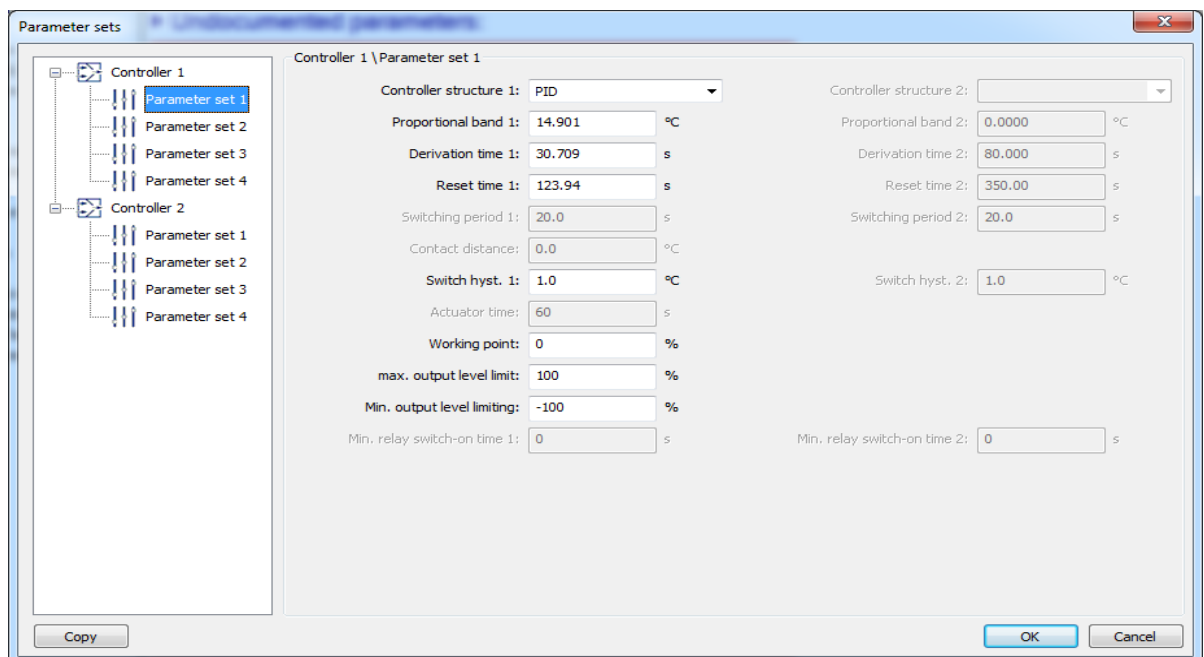 Undocumented parameters:
Parameter sets
Controller 1
Parameter set 1
Parameter set 2
Parameter set 3
Parameter set 4
Controller 2
Parameter set 1
Parameter set 2
Parameter set 3
Parameter set 4
Controller 1 \ Parameter set 1
Controller structure 1: PID Controller structure 2:
Proportional band 1: 14.901 °C Proportional band 2: 0.0000 °C
Derivation time 1: 30.709 s Derivation time 2: 80.000 s
Reset time 1: 123.94 s Reset time 2: 350.00 s
Switching period 1: 20.0 s Switching period 2: 20.0 s
Contact distance: 0.0 °C
Switch hyst. 1: 1.0 °C Switch hyst. 2: 1.0 °C
Actuator time: 60 s
Working point: 0 %
max. output level limit: 100 %
Min. output level limiting: -100 %
Min. relay switch-on time 1: 0 s Min. relay switch-on time 2: 0 s
Copy OK Cancel